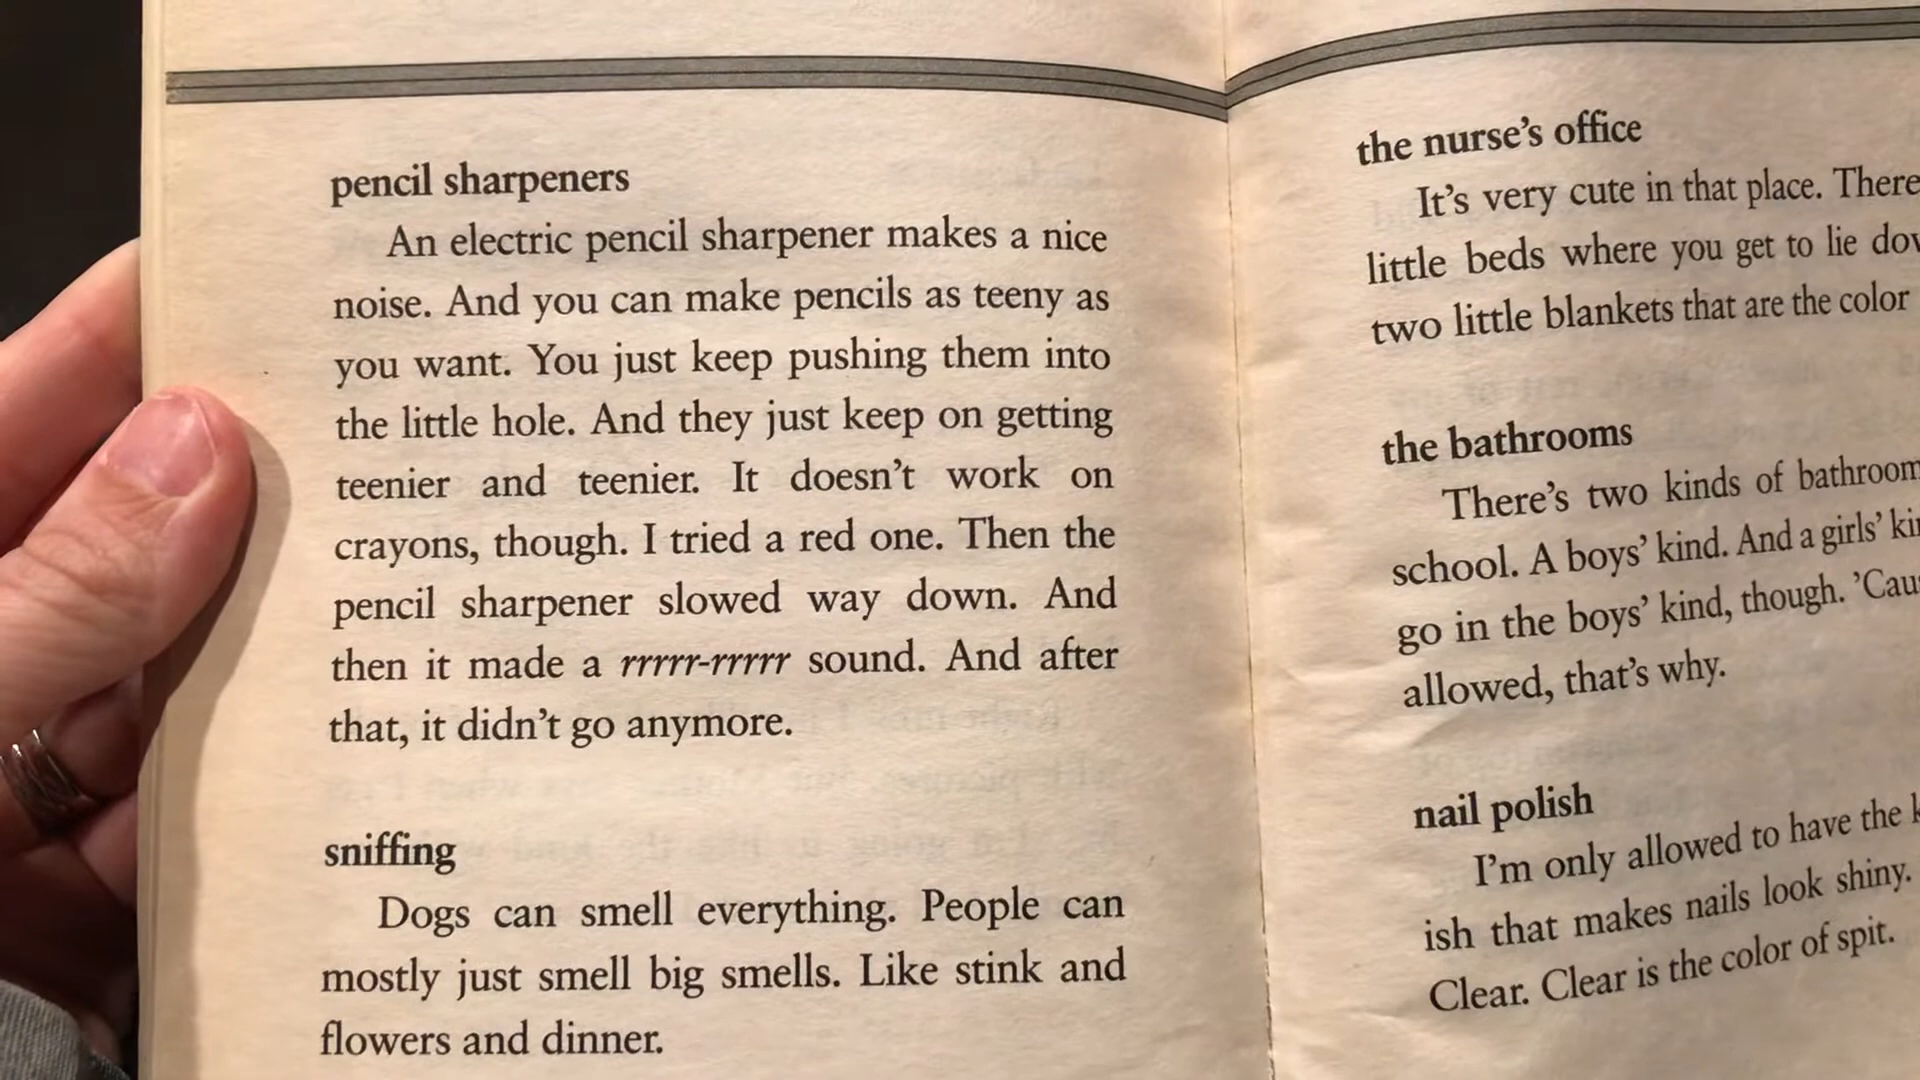 pencil sharpeners
An electric pencil sharpener makes a nice
noise. And you can make pencils as teeny as
you want. You just keep pushing them into
the little hole. And they just keep on getting
teenier and teenier. It doesn't work on
crayons, though. I tried a red one. Then the
pencil sharpener slowed way down. And
then it made a rrrrr-rrrrr sound. And after
that, it didn't go anymore.
sniffing
Dogs can smell everything. People can
mostly just smell big smells. Like stink and
flowers and dinner.
the nurse's office
It's very cute in that place. There
little beds where you get to lie
two little blankets that are the color
the bathrooms
There's two kinds of
school. A boys' kind. And a girls'
go in the boys' kind, though.
allowed, that's why.
nail polish
I'm only allowed to have the
ish that makes nails look shiny.
Clear. Clear is the color of spit.